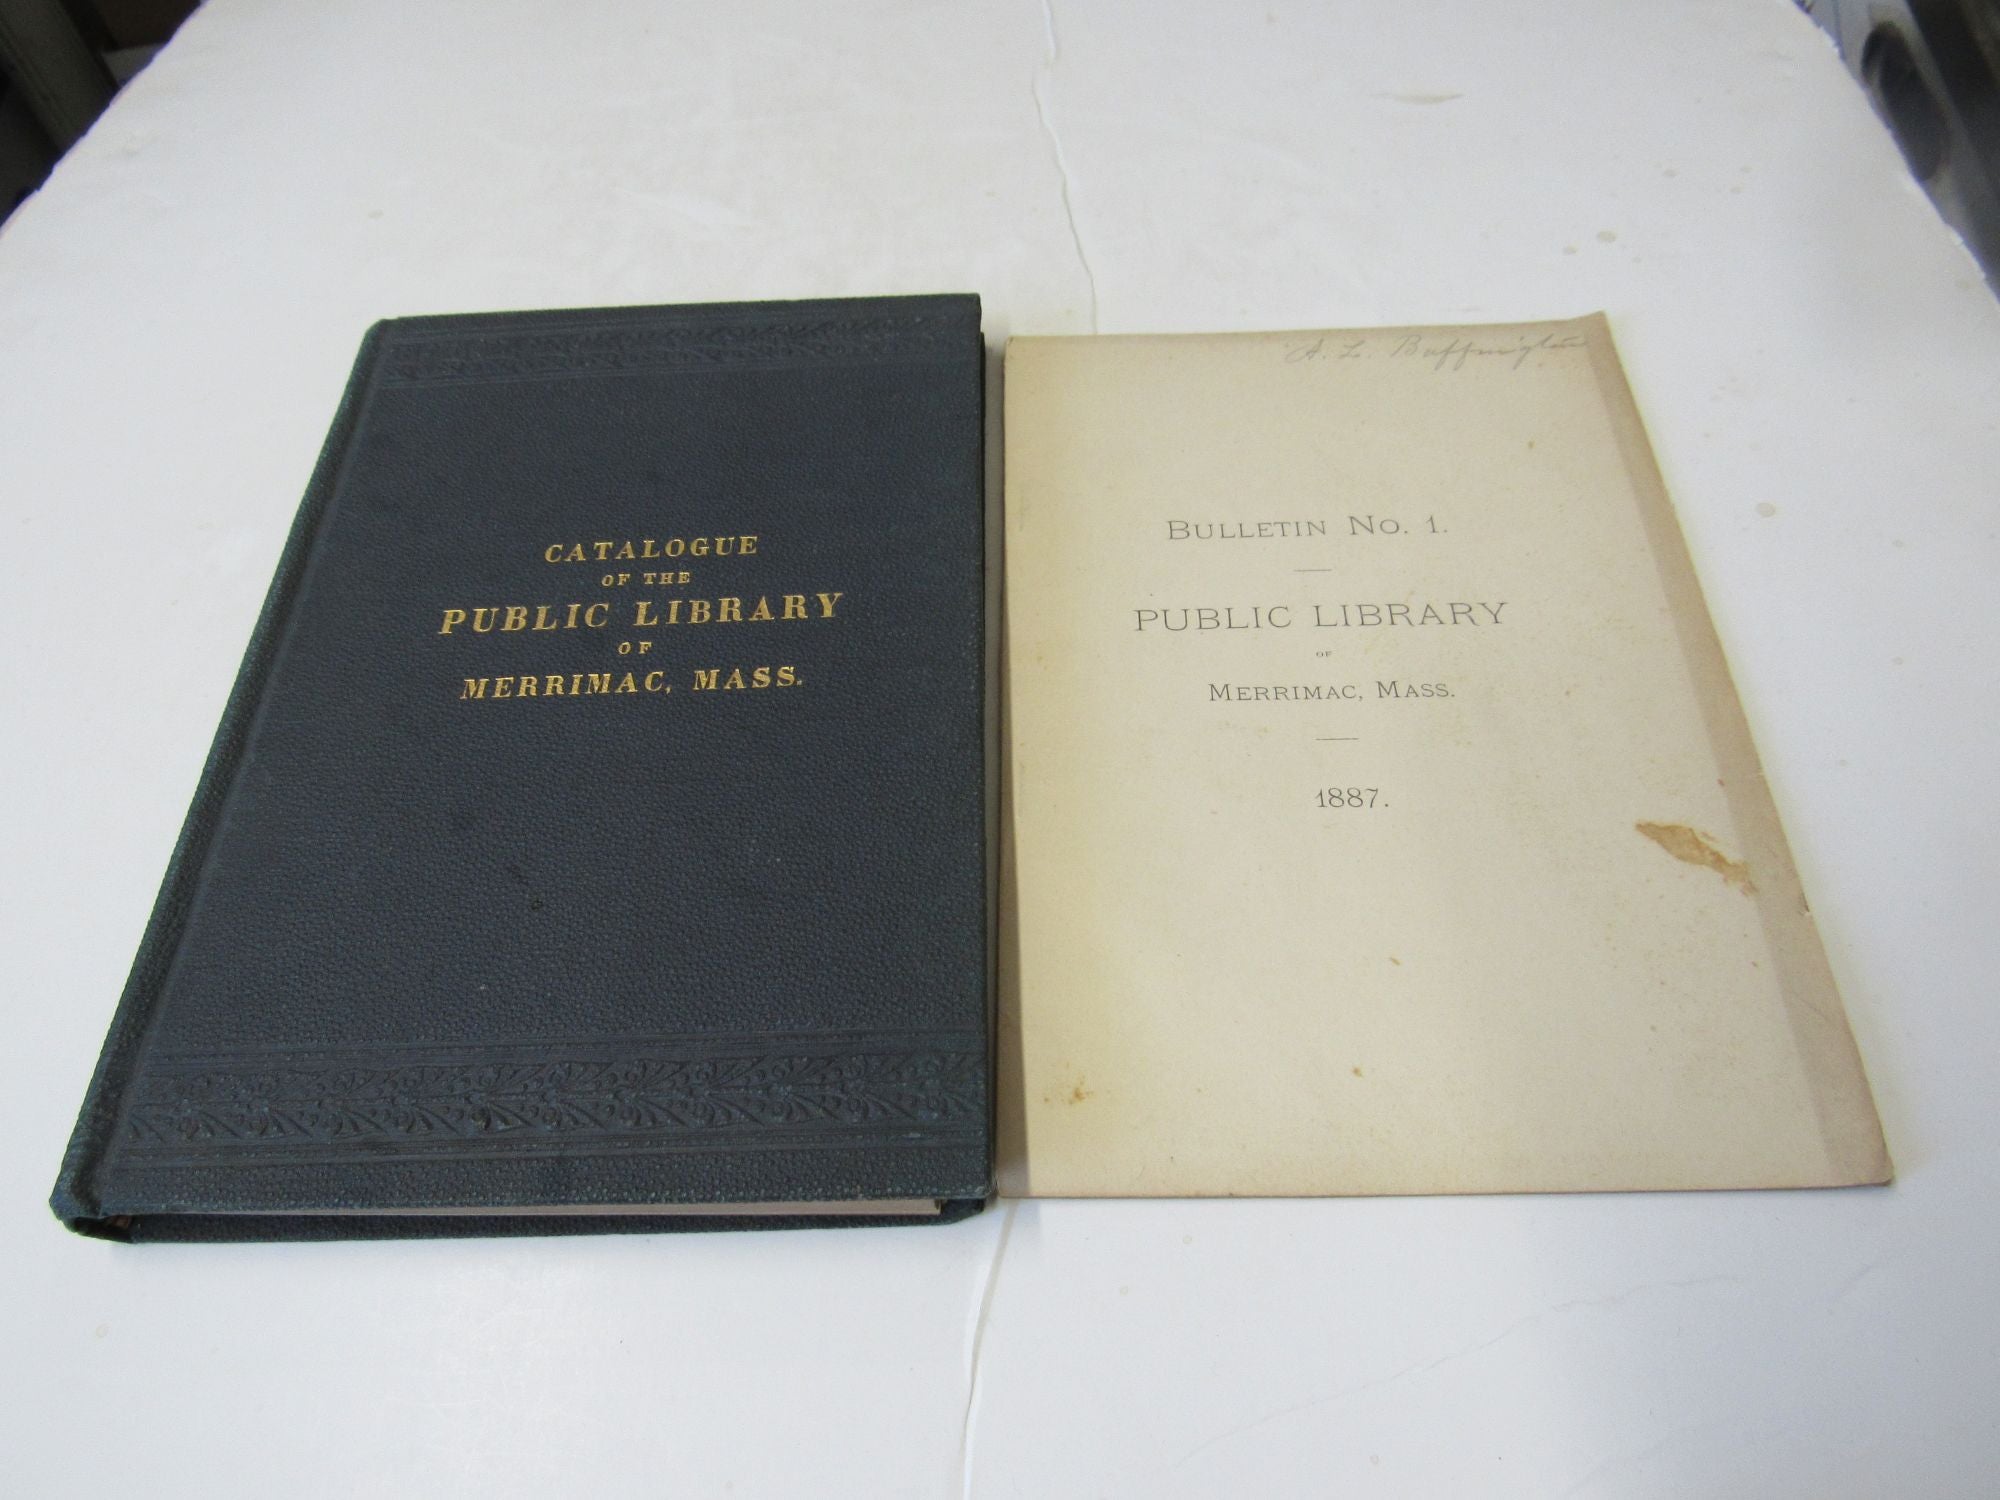 CATALOGUE
OF THE
PUBLIC LIBRARY
OF
MERRIMAC, MASS.
A. L. Buffington
BULLETIN NO. 1.
PUBLIC LIBRARY
OF
MERRIMAC, MASS.
1887.